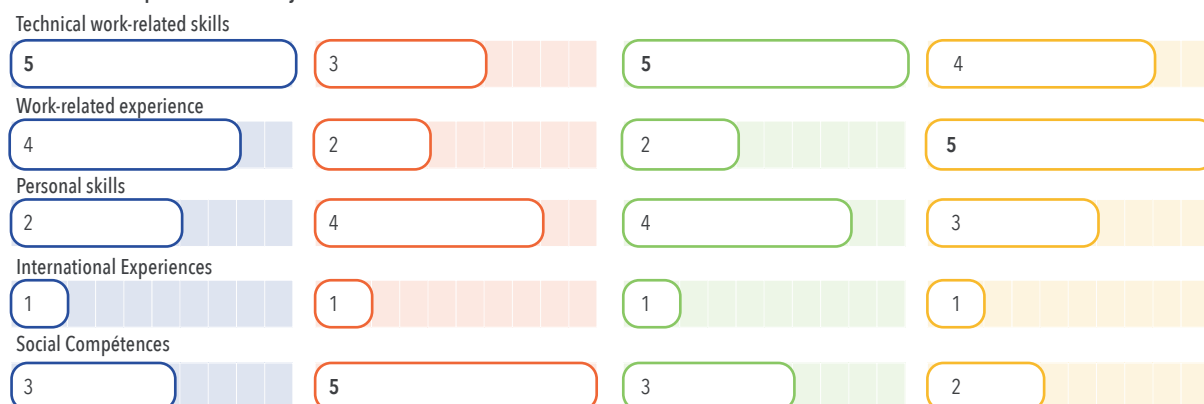 Technical work-related skills
5 3 5 4
Work-related experience
4 2 2 5
Personal skills
2 4 4 3
International Experiences
1 1 1 1
Social Compétences
3 5 3 2